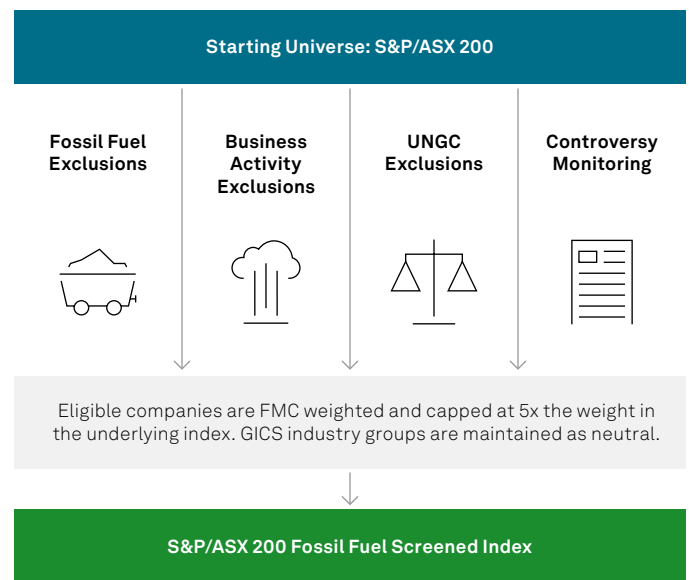 Starting Universe: S&P/ASX 200
Fossil Fuel
Exclusions
Business
Activity
Exclusions
UNGC
Exclusions
Controversy
Monitoring
Eligible companies are FMC weighted and capped at 5x the weight in
the underlying index. GICS industry groups are maintained as neutral.
S&P/ASX 200 Fossil Fuel Screened Index